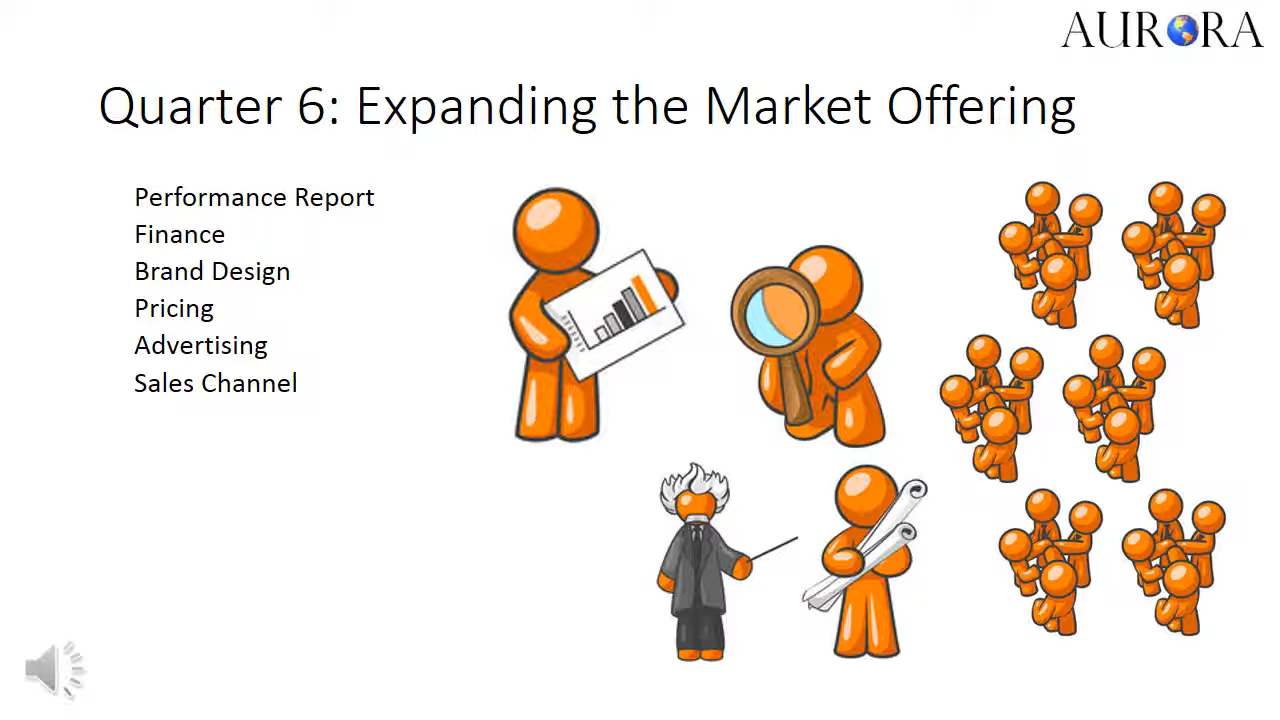 AURORA
Quarter 6: Expanding the Market Offering
Performance Report
Finance
Brand Design
Pricing
Advertising
Sales Channel